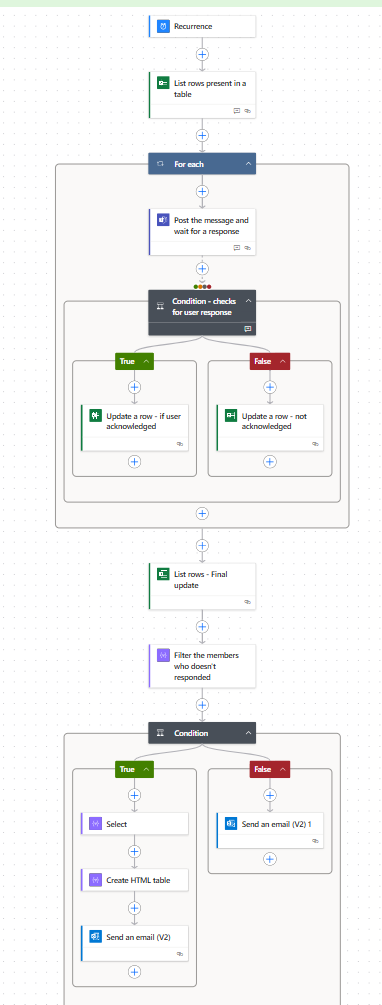 Recurrence
List rows present in a
table
For each
Post the message and
wait for a response
Condition - checks
for user response
True
False
Update a row - if user
acknowledged
Update a row - not
acknowledged
List rows - Final
update
Filter the members
who doesn't
responded
Condition
True
False
Select
Send an email (V2) 1
Create HTML table
Send an email (V2)